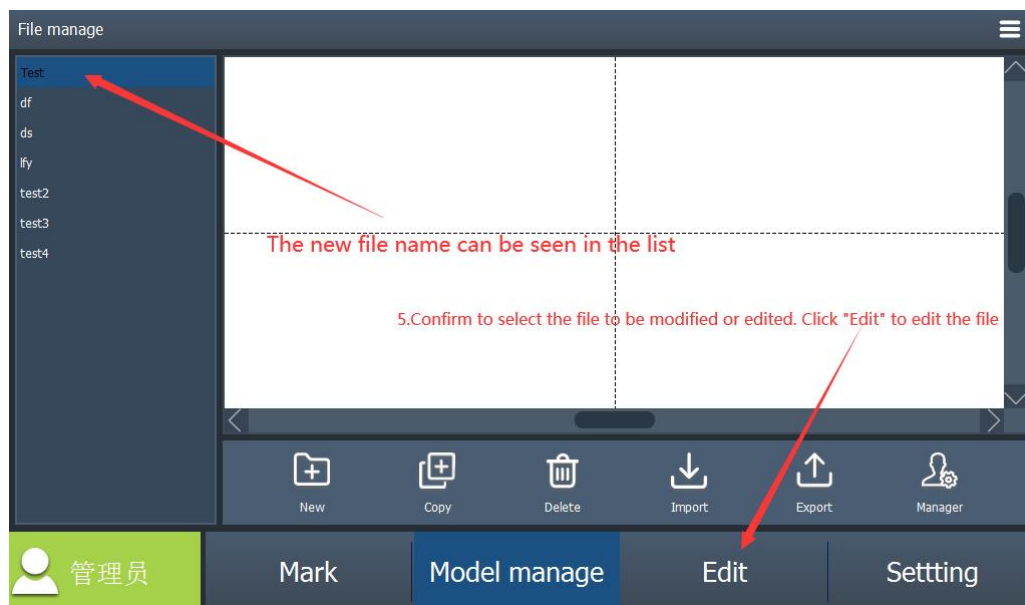 File manage
Test
df
ds
lfy
test2
test3
test4
The new file name can be seen in the list
5.Confirm to select the file to be modified or edited. Click "Edit" to edit the file
New
Copy
Delete
Import
Export
Manager
管理员
Mark
Model manage
Edit
Settting